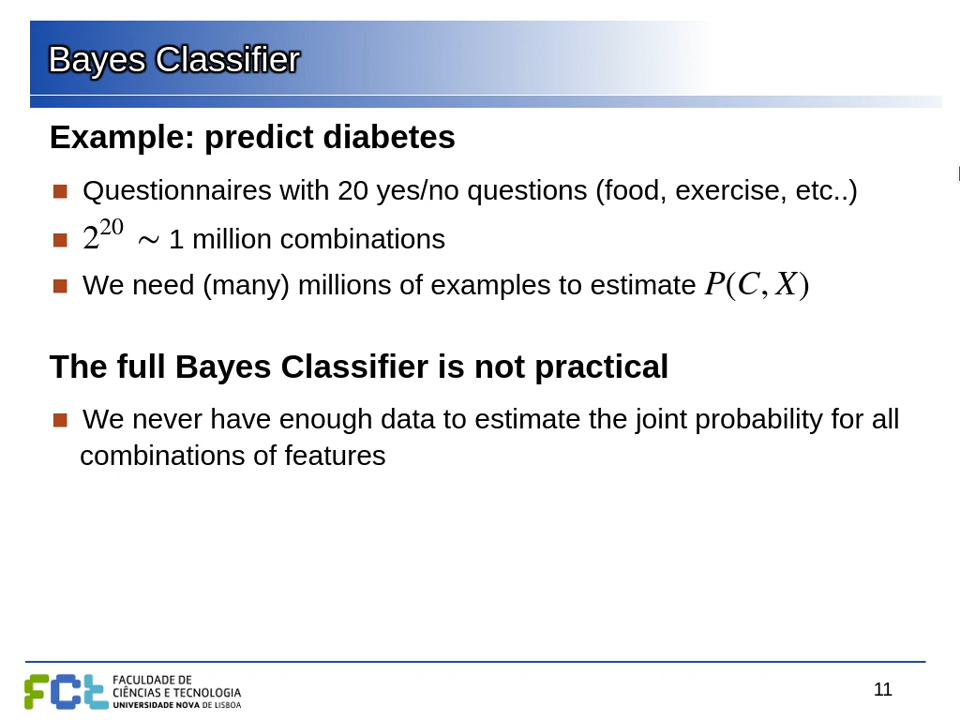 Bayes Classifier
Example: predict diabetes
■ Questionnaires with 20 yes/no questions (food, exercise, etc..)
■ 2^20 ~ 1 million combinations
■ We need (many) millions of examples to estimate P(C, X)
The full Bayes Classifier is not practical
■ We never have enough data to estimate the joint probability for all
combinations of features
FCt
FACULDADE DE
CIÊNCIAS E TECNOLOGIA
UNIVERSIDADE NOVA DE LISBOA
11